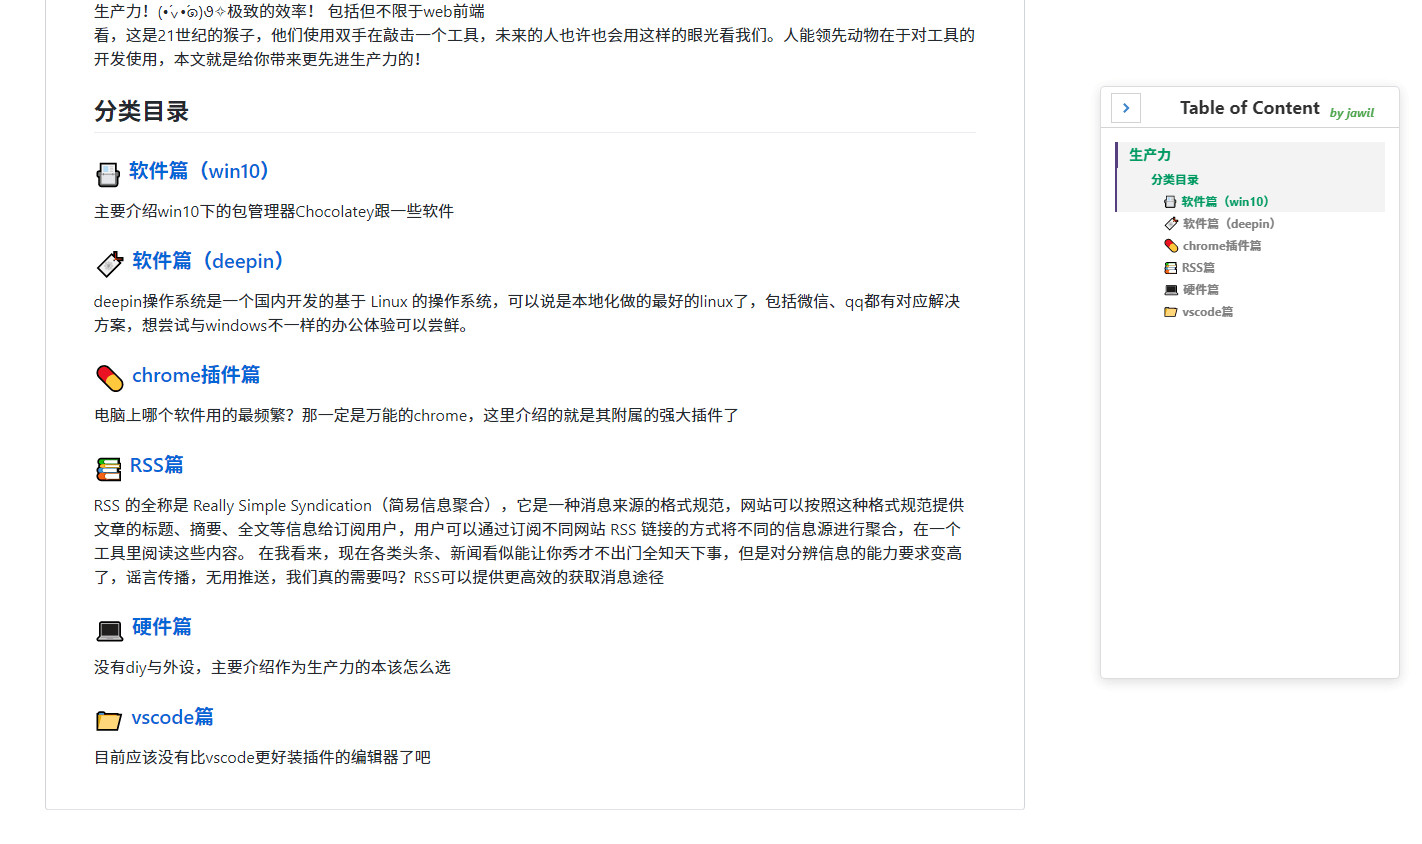 生产力！(•̀ᴗ•́)و ̑̑✧极致的效率！ 包括但不限于web前端
看，这是21世纪的猴子，他们使用双手在敲击一个工具，未来的人也许也会用这样的眼光看我们。人能领先动物在于对工具的
开发使用，本文就是给你带来更先进生产力的！
分类目录
软件篇（win10）
主要介绍win10下的包管理器Chocolatey跟一些软件
软件篇（deepin）
deepin操作系统是一个国内开发的基于 Linux 的操作系统，可以说是本地化做的最好的linux了，包括微信、qq都有对应解决
方案，想尝试与windows不一样的办公体验可以尝鲜。
chrome插件篇
电脑上哪个软件用的最频繁？那一定是万能的chrome，这里介绍的就是其附属的强大插件了
RSS篇
RSS 的全称是 Really Simple Syndication（简易信息聚合），它是一种消息来源的格式规范，网站可以按照这种格式规范提供
文章的标题、摘要、全文等信息给订阅用户，用户可以通过订阅不同网站 RSS 链接的方式将不同的信息源进行聚合，在一个
工具里阅读这些内容。 在我看来，现在各类头条、新闻看似能让你秀才不出门全知天下事，但是对分辨信息的能力要求变高
了，谣言传播，无用推送，我们真的需要吗？RSS可以提供更高效的获取消息途径
硬件篇
没有diy与外设，主要介绍作为生产力的本该怎么选
vscode篇
目前应该没有比vscode更好装插件的编辑器了吧
Table of Content by jawil
生产力
分类目录
软件篇（win10）
软件篇（deepin）
chrome插件篇
RSS篇
硬件篇
vscode篇